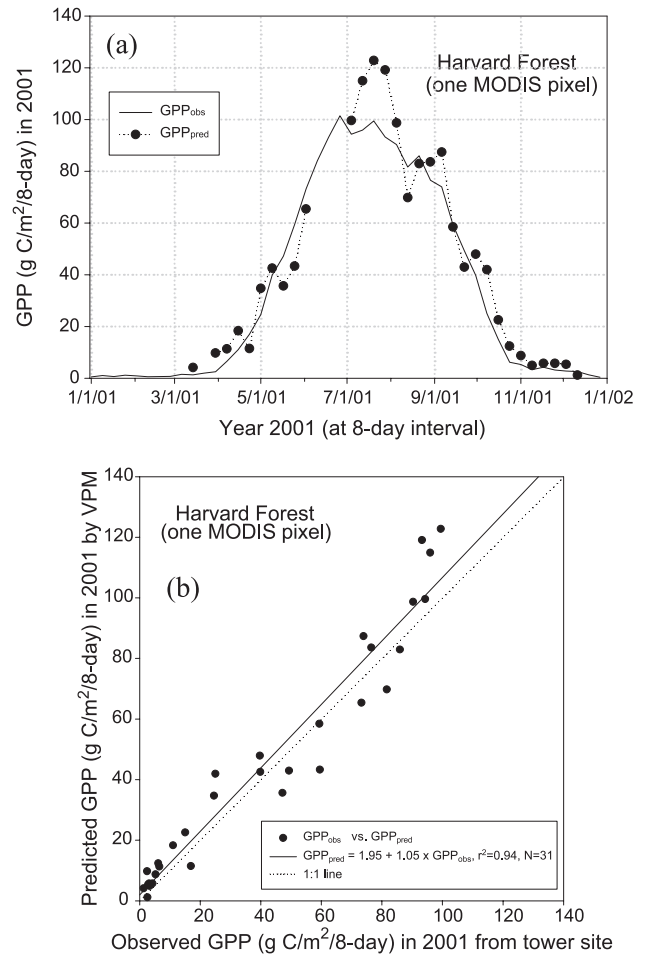 (a)
Harvard Forest
(one MODIS pixel)
GPPobs
GPPpred
GPP (g C/m²/8-day) in 2001
140
120
100
80
60
40
20
0
1/1/01 3/1/01 5/1/01 7/1/01 9/1/01 11/1/01 1/1/02
Year 2001 (at 8-day interval)
Harvard Forest
(one MODIS pixel)
(b)
Predicted GPP (g C/m²/8-day) in 2001 by VPM
140
120
100
80
60
40
20
0
GPPobs vs. GPPpred
GPPpred = 1.95 + 1.05 x GPPobs, r²=0.94, N=31
1:1 line
0 20 40 60 80 100 120 140
Observed GPP (g C/m²/8-day) in 2001 from tower site